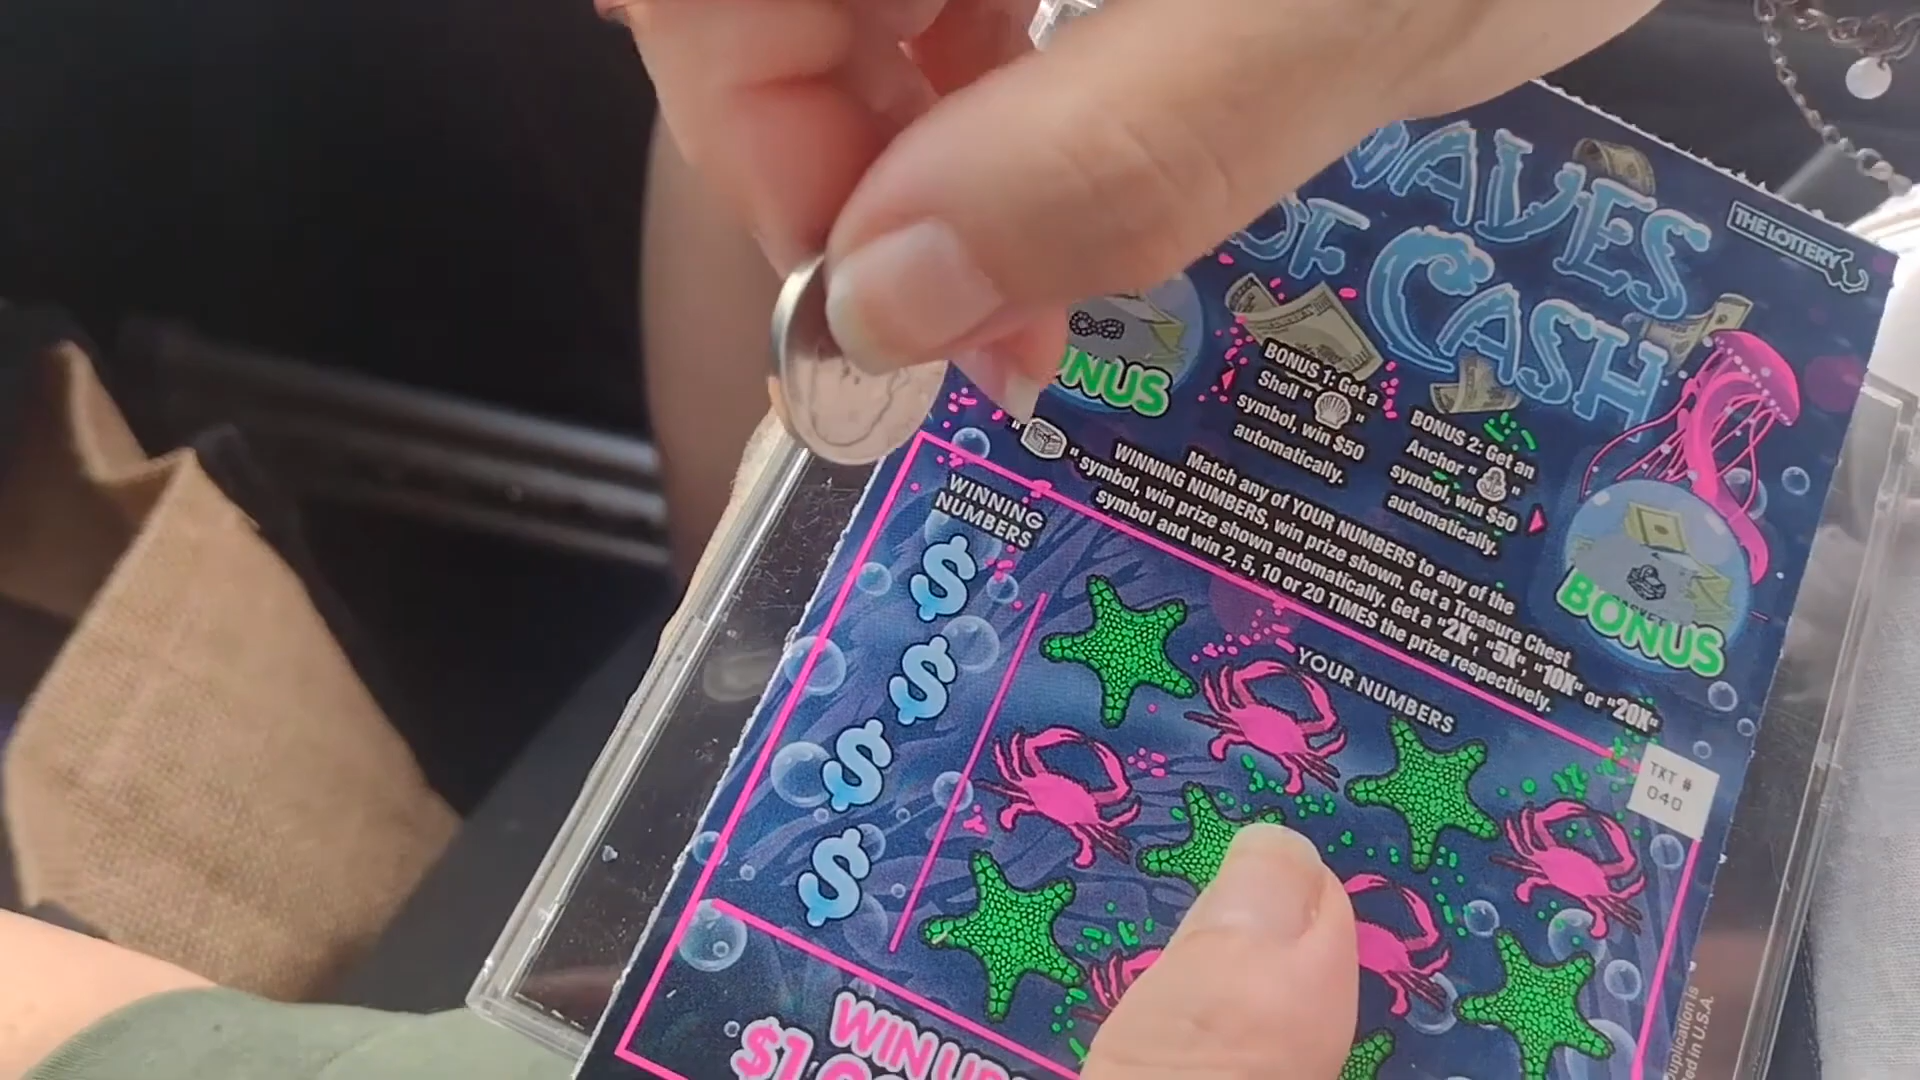 WAVES
OF CASH
THE LOTTERY
BONUS
BONUS 1: Get a
Shell " "
symbol, win $50
automatically.
BONUS 2: Get an
Anchor " "
symbol, win $50
automatically.
BONUS
Match any of YOUR NUMBERS to any of the
WINNING NUMBERS, win prize shown. Get a Treasure Chest
" " symbol, win prize shown automatically. Get a "2X", "5X", "10X" or "20X"
symbol and win 2, 5, 10 or 20 TIMES the prize respectively.
WINNING
NUMBERS
$
$
$
$
YOUR NUMBERS
TXT #
040
WIN UP